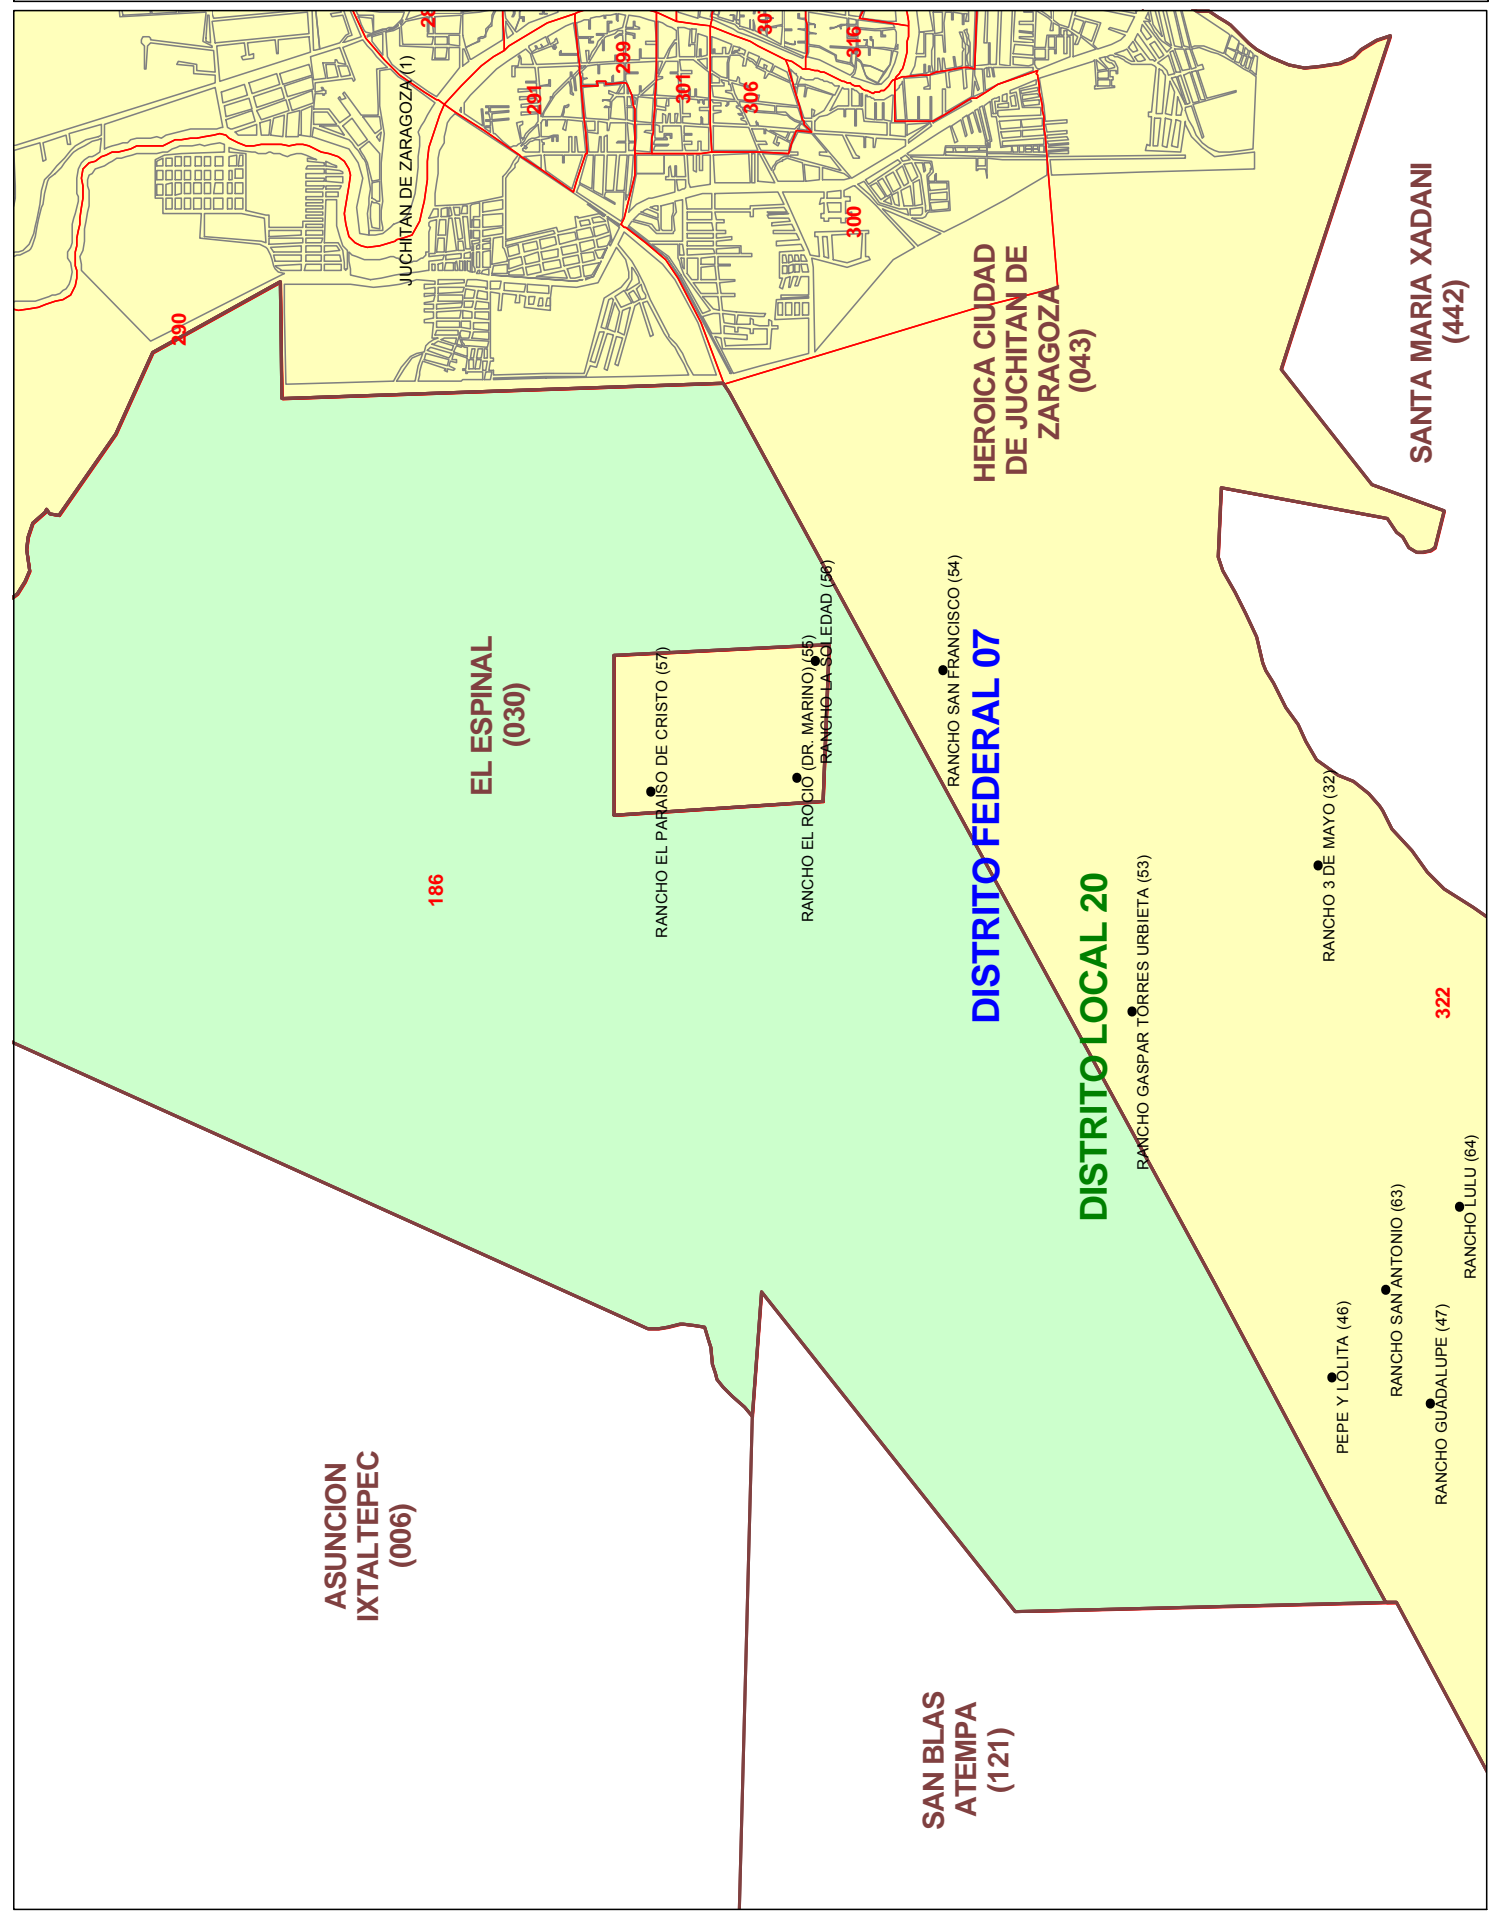 JUCHITAN DE ZARAGOZA (1)
290
291
299
301
306
316
300
HEROICA CIUDAD
DE JUCHITAN DE
ZARAGOZA
(043)
SANTA MARIA XADANI
(442)
EL ESPINAL
(030)
186
RANCHO EL PARAISO DE CRISTO (57)
RANCHO EL ROCIO (DR. MARINO) (55)
RANCHO LA SOLEDAD (56)
RANCHO SAN FRANCISCO (54)
DISTRITO FEDERAL 07
DISTRITO LOCAL 20
RANCHO GASPAR TORRES URBIETA (53)
RANCHO 3 DE MAYO (32)
322
RANCHO LULU (64)
RANCHO SAN ANTONIO (63)
PEPE Y LOLITA (46)
RANCHO GUADALUPE (47)
ASUNCION
IXTALTEPEC
(006)
SAN BLAS
ATEMPA
(121)